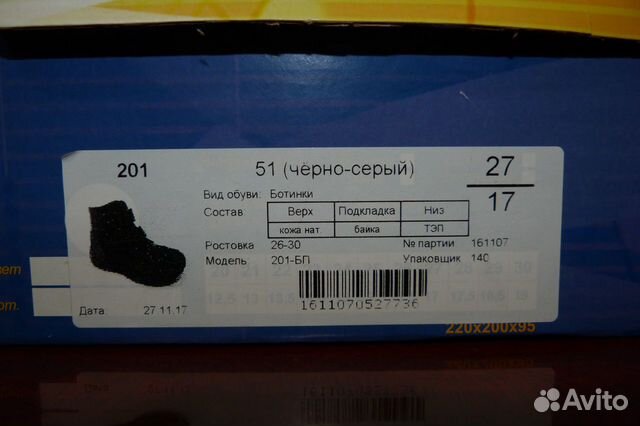 201 51 (чёрно-серый) 27
17
Вид обуви: Ботинки
Состав Верх Подкладка Низ
кожа нат. байка ТЭП
Ростовка 26-30 № партии 161107
Модель 201-БП Упаковщик 140
Дата: 27 11.17
1611070527736
220x200x95
Avito